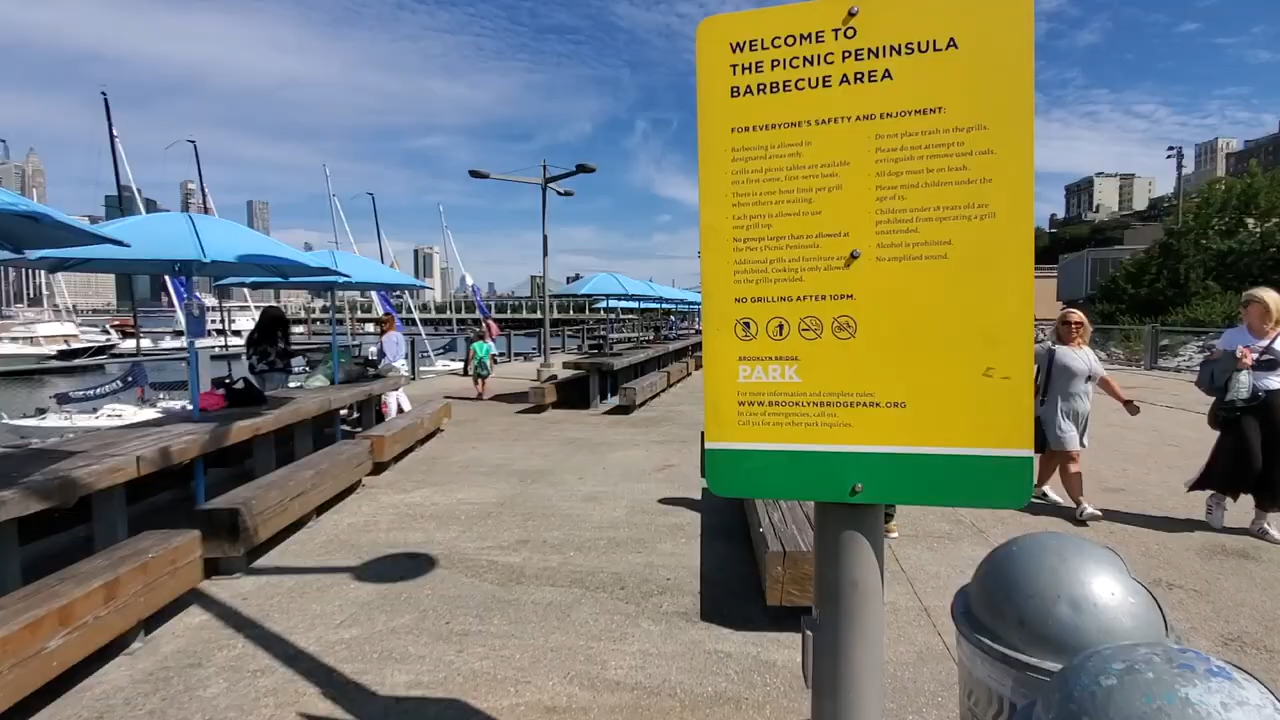 WELCOME TO
THE PICNIC PENINSULA
BARBECUE AREA
FOR EVERYONE'S SAFETY AND ENJOYMENT:
· Barbecuing is allowed in
designated areas only.
· Grills and picnic tables are available
on a first-come, first-serve basis.
· There is a one-hour limit per grill
when others are waiting.
· Each party is allowed to use
one grill top.
· No groups larger than 20 allowed at
the Pier 5 Picnic Peninsula.
· Additional grills and furniture are
prohibited. Cooking is only allowed
on the grills provided.
· Do not place trash in the grills.
· Please do not attempt to
extinguish or remove used coals.
· All dogs must be on leash.
· Please mind children under the
age of 15.
· Children under 18 years old are
prohibited from operating a grill
unattended.
· Alcohol is prohibited.
· No amplified sound.
NO GRILLING AFTER 10PM.
BROOKLYN BRIDGE
PARK
For more information and complete rules:
WWW.BROOKLYNBRIDGEPARK.ORG
In case of emergencies, call 911.
Call 311 for any other park inquiries.